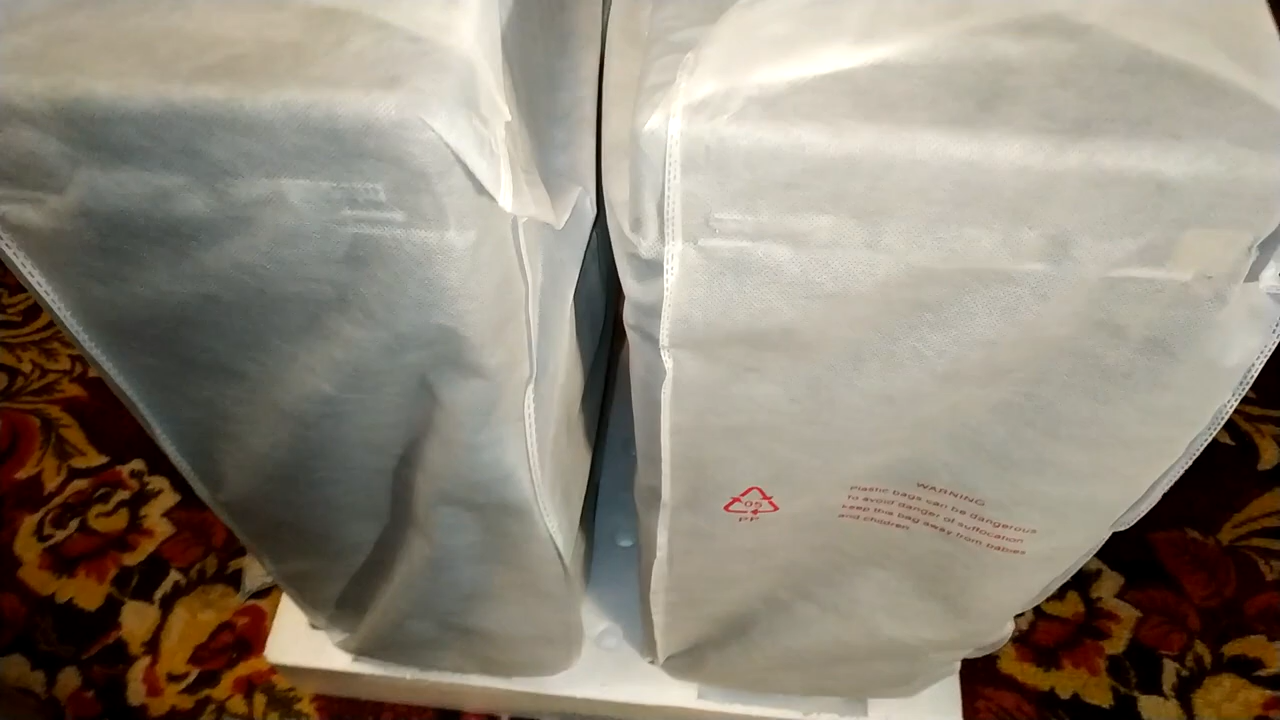 05
PP
WARNING
Plastic bags can be dangerous
To avoid danger of suffocation
keep this bag away from babies
and children